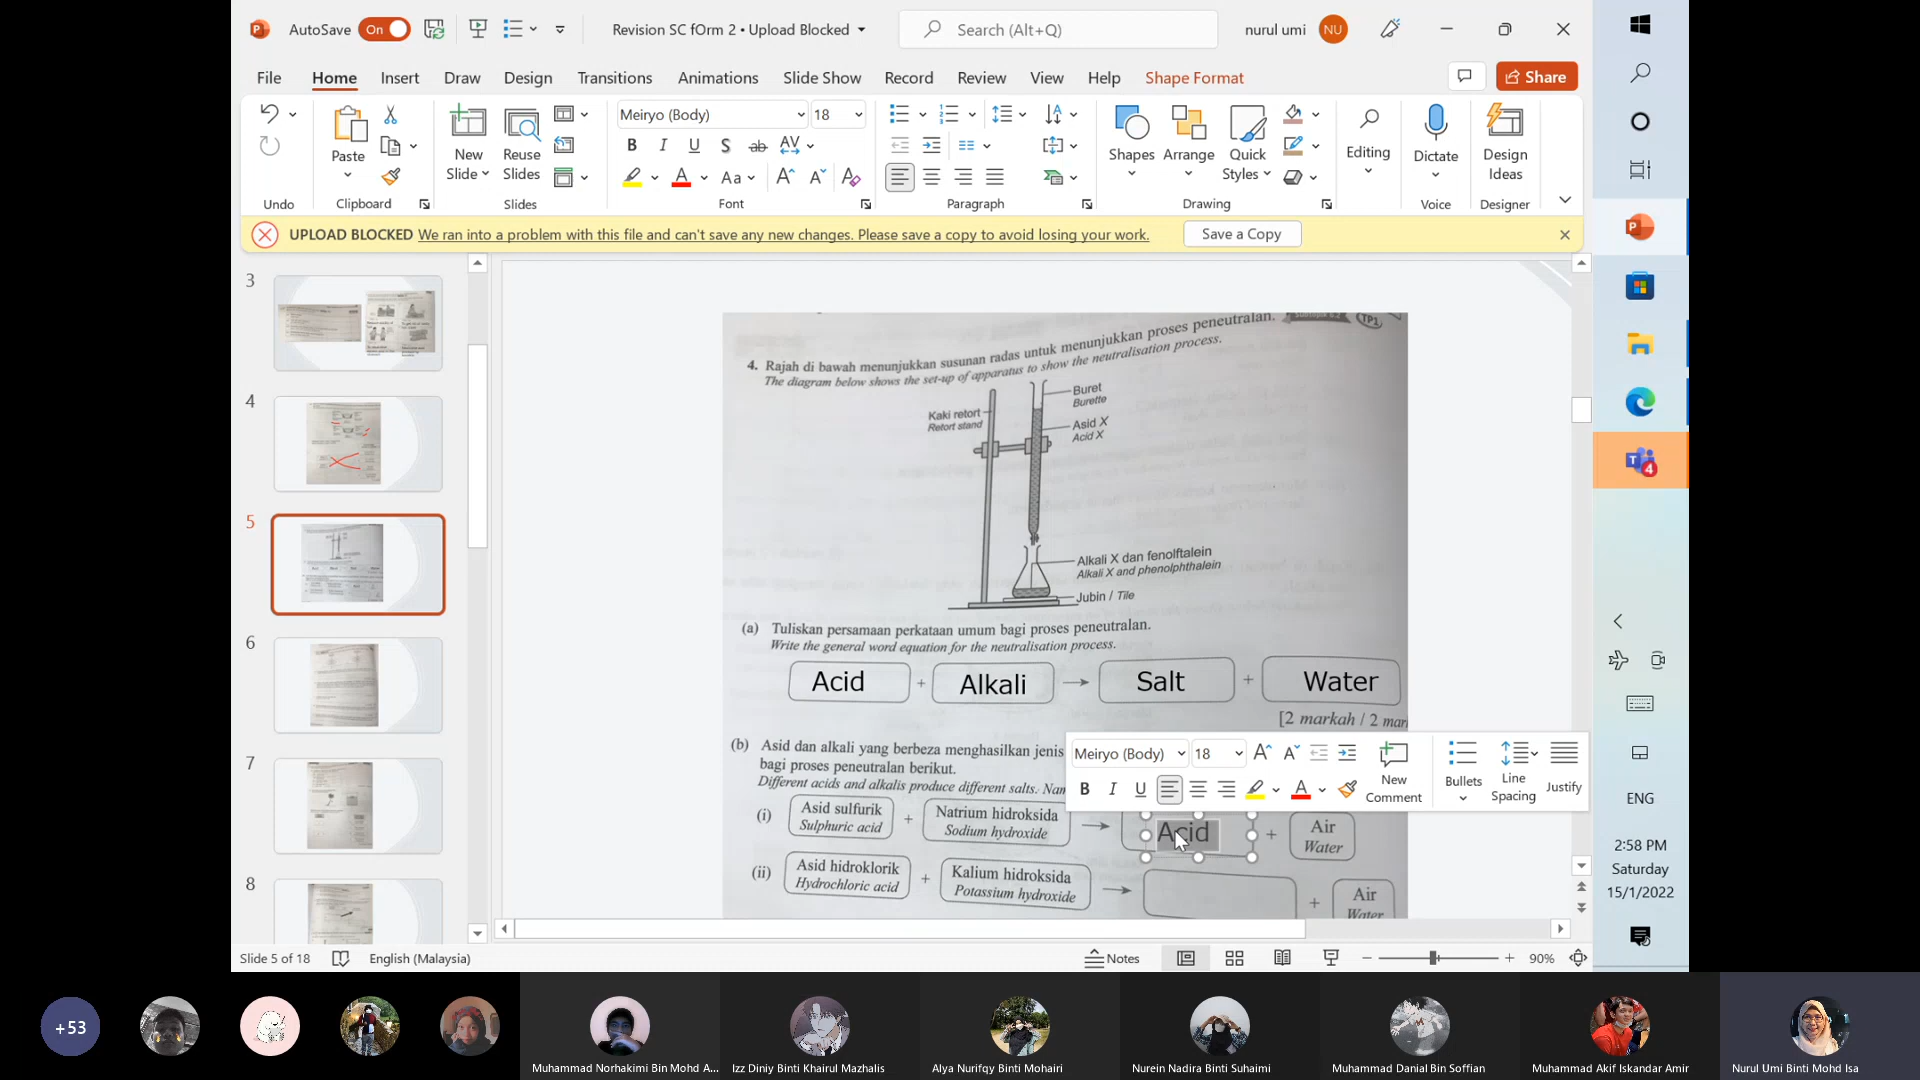 AutoSave On Revision SC fOrm 2 • Upload Blocked Search (Alt+Q) nurul umi NU
File Home Insert Draw Design Transitions Animations Slide Show Record Review View Help Shape Format Share
Meiryo (Body) 18
Paste New Slide Reuse Slides Shapes Arrange Quick Styles Editing Dictate Design Ideas
Undo Clipboard Slides Font Paragraph Drawing Voice Designer
UPLOAD BLOCKED We ran into a problem with this file and can't save any new changes. Please save a copy to avoid losing your work. Save a Copy
3
4
5
6
7
8
4. Rajah di bawah menunjukkan susunan radas untuk menunjukkan proses peneutralan. TP1
The diagram below shows the set-up of apparatus to show the neutralisation process.
Kaki retort
Retort stand
Buret
Burette
Asid X
Acid X
Alkali X dan fenolftalein
Alkali X and phenolphthalein
Jubin / Tile
(a) Tuliskan persamaan perkataan umum bagi proses peneutralan.
Write the general word equation for the neutralisation process.
Acid + Alkali → Salt + Water
[2 markah / 2 mar
(b) Asid dan alkali yang berbeza menghasilkan jenis
bagi proses peneutralan berikut.
Different acids and alkalis produce different salts. Nam
Meiryo (Body) 18
B I U A New Comment Bullets Line Spacing Justify
(i) Asid sulfurik + Natrium hidroksida → Acid + Air
Sulphuric acid Sodium hydroxide Water
(ii) Asid hidroklorik + Kalium hidroksida → + Air
Hydrochloric acid Potassium hydroxide Water
Slide 5 of 18 English (Malaysia) Notes 90%
4
ENG
2:58 PM
Saturday
15/1/2022
+53
Muhammad Norhakimi Bin Mohd A... Izz Diniy Binti Khairul Mazhalis Alya Nurifqy Binti Mohairi Nurein Nadira Binti Suhaimi Muhammad Danial Bin Soffian Muhammad Akif Iskandar Amir Nurul Umi Binti Mohd Isa